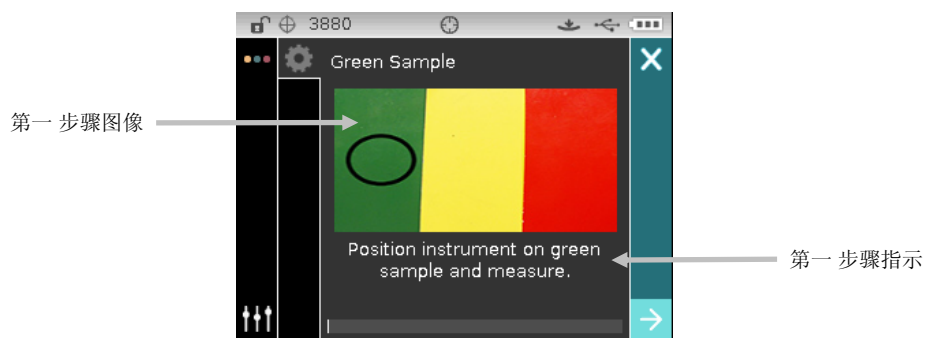 3880
Green Sample
第一 步骤图像
Position instrument on green
sample and measure.
第一 步骤指示